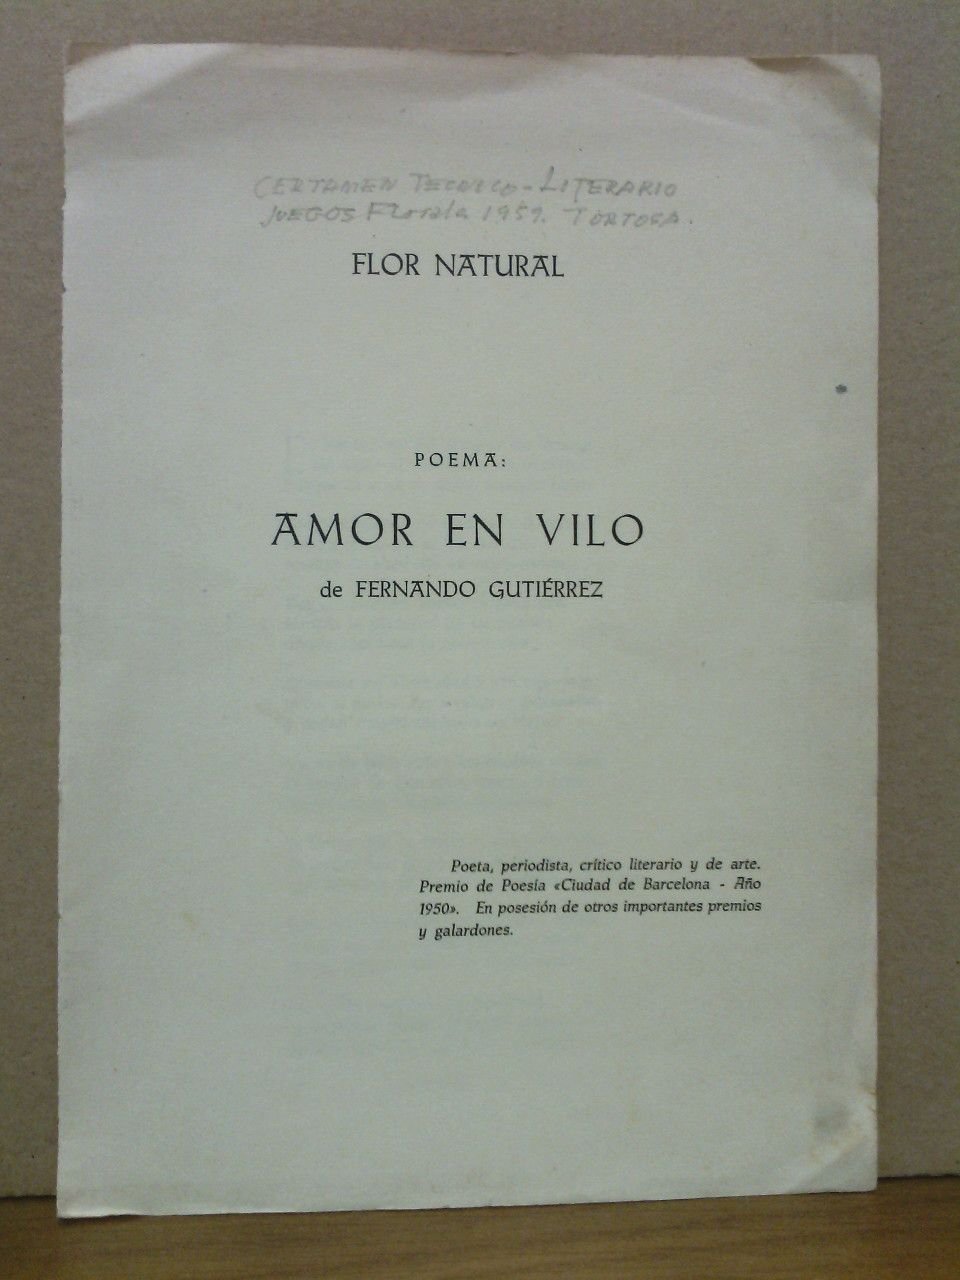 CERTAMEN TECNICO-LITERARIO
JUEGOS Florala 1959. TORTOSA.
FLOR NATURAL
POEMA:
AMOR EN VILO
de FERNANDO GUTIÉRREZ
Poeta, periodista, crítico literario y de arte.
Premio de Poesía «Ciudad de Barcelona - Año
1950». En posesión de otros importantes premios
y galardones.